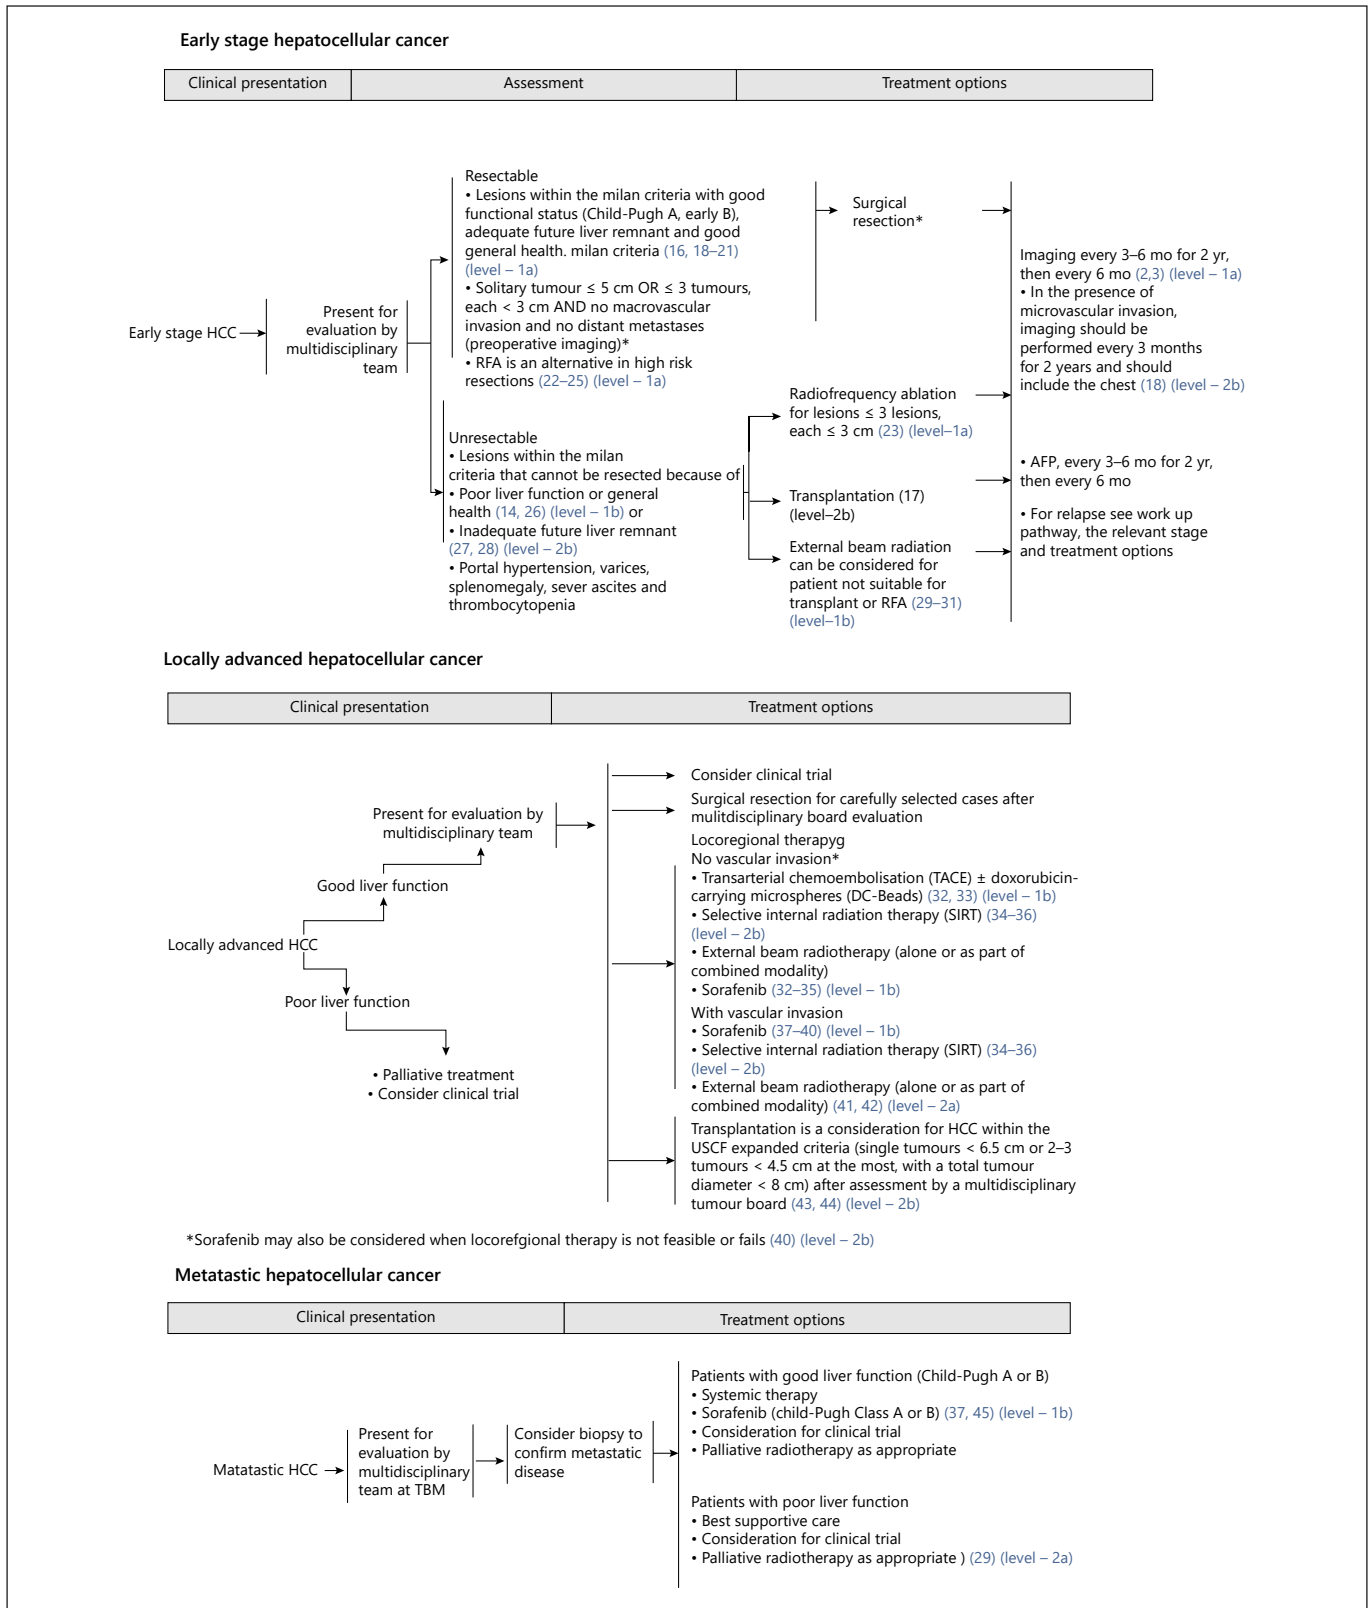 Early stage hepatocellular cancer
Clinical presentation
Assessment
Treatment options
Early stage HCC
Present for
evaluation by
multidisciplinary
team
Resectable
• Lesions within the milan criteria with good
functional status (Child-Pugh A, early B),
adequate future liver remnant and good
general health. milan criteria (16, 18–21)
(level – 1a)
• Solitary tumour ≤ 5 cm OR ≤ 3 tumours,
each < 3 cm AND no macrovascular
invasion and no distant metastases
(preoperative imaging)*
• RFA is an alternative in high risk
resections (22–25) (level – 1a)
Unresectable
• Lesions within the milan
criteria that cannot be resected because of
• Poor liver function or general
health (14, 26) (level – 1b) or
• Inadequate future liver remnant
(27, 28) (level – 2b)
• Portal hypertension, varices,
splenomegaly, sever ascites and
thrombocytopenia
Surgical
resection*
Radiofrequency ablation
for lesions ≤ 3 lesions,
each ≤ 3 cm (23) (level–1a)
Transplantation (17)
(level–2b)
External beam radiation
can be considered for
patient not suitable for
transplant or RFA (29–31)
(level–1b)
Imaging every 3–6 mo for 2 yr,
then every 6 mo (2,3) (level – 1a)
• In the presence of
microvascular invasion,
imaging should be
performed every 3 months
for 2 years and should
include the chest (18) (level – 2b)
• AFP, every 3–6 mo for 2 yr,
then every 6 mo
• For relapse see work up
pathway, the relevant stage
and treatment options
Locally advanced hepatocellular cancer
Clinical presentation
Treatment options
Locally advanced HCC
Good liver function
Present for evaluation by
multidisciplinary team
Poor liver function
• Palliative treatment
• Consider clinical trial
Consider clinical trial
Surgical resection for carefully selected cases after
mulitdisciplinary board evaluation
Locoregional therapyg
No vascular invasion*
• Transarterial chemoembolisation (TACE) ± doxorubicin-
carrying microspheres (DC-Beads) (32, 33) (level – 1b)
• Selective internal radiation therapy (SIRT) (34–36)
(level – 2b)
• External beam radiotherapy (alone or as part of
combined modality)
• Sorafenib (32–35) (level – 1b)
With vascular invasion
• Sorafenib (37–40) (level – 1b)
• Selective internal radiation therapy (SIRT) (34–36)
(level – 2b)
• External beam radiotherapy (alone or as part of
combined modality) (41, 42) (level – 2a)
Transplantation is a consideration for HCC within the
USCF expanded criteria (single tumours < 6.5 cm or 2–3
tumours < 4.5 cm at the most, with a total tumour
diameter < 8 cm) after assessment by a multidisciplinary
tumour board (43, 44) (level – 2b)
*Sorafenib may also be considered when locorefgional therapy is not feasible or fails (40) (level – 2b)
Metatastic hepatocellular cancer
Clinical presentation
Treatment options
Matatastic HCC
Present for
evaluation by
multidisciplinary
team at TBM
Consider biopsy to
confirm metastatic
disease
Patients with good liver function (Child-Pugh A or B)
• Systemic therapy
• Sorafenib (child-Pugh Class A or B) (37, 45) (level – 1b)
• Consideration for clinical trial
• Palliative radiotherapy as appropriate
Patients with poor liver function
• Best supportive care
• Consideration for clinical trial
• Palliative radiotherapy as appropriate ) (29) (level – 2a)